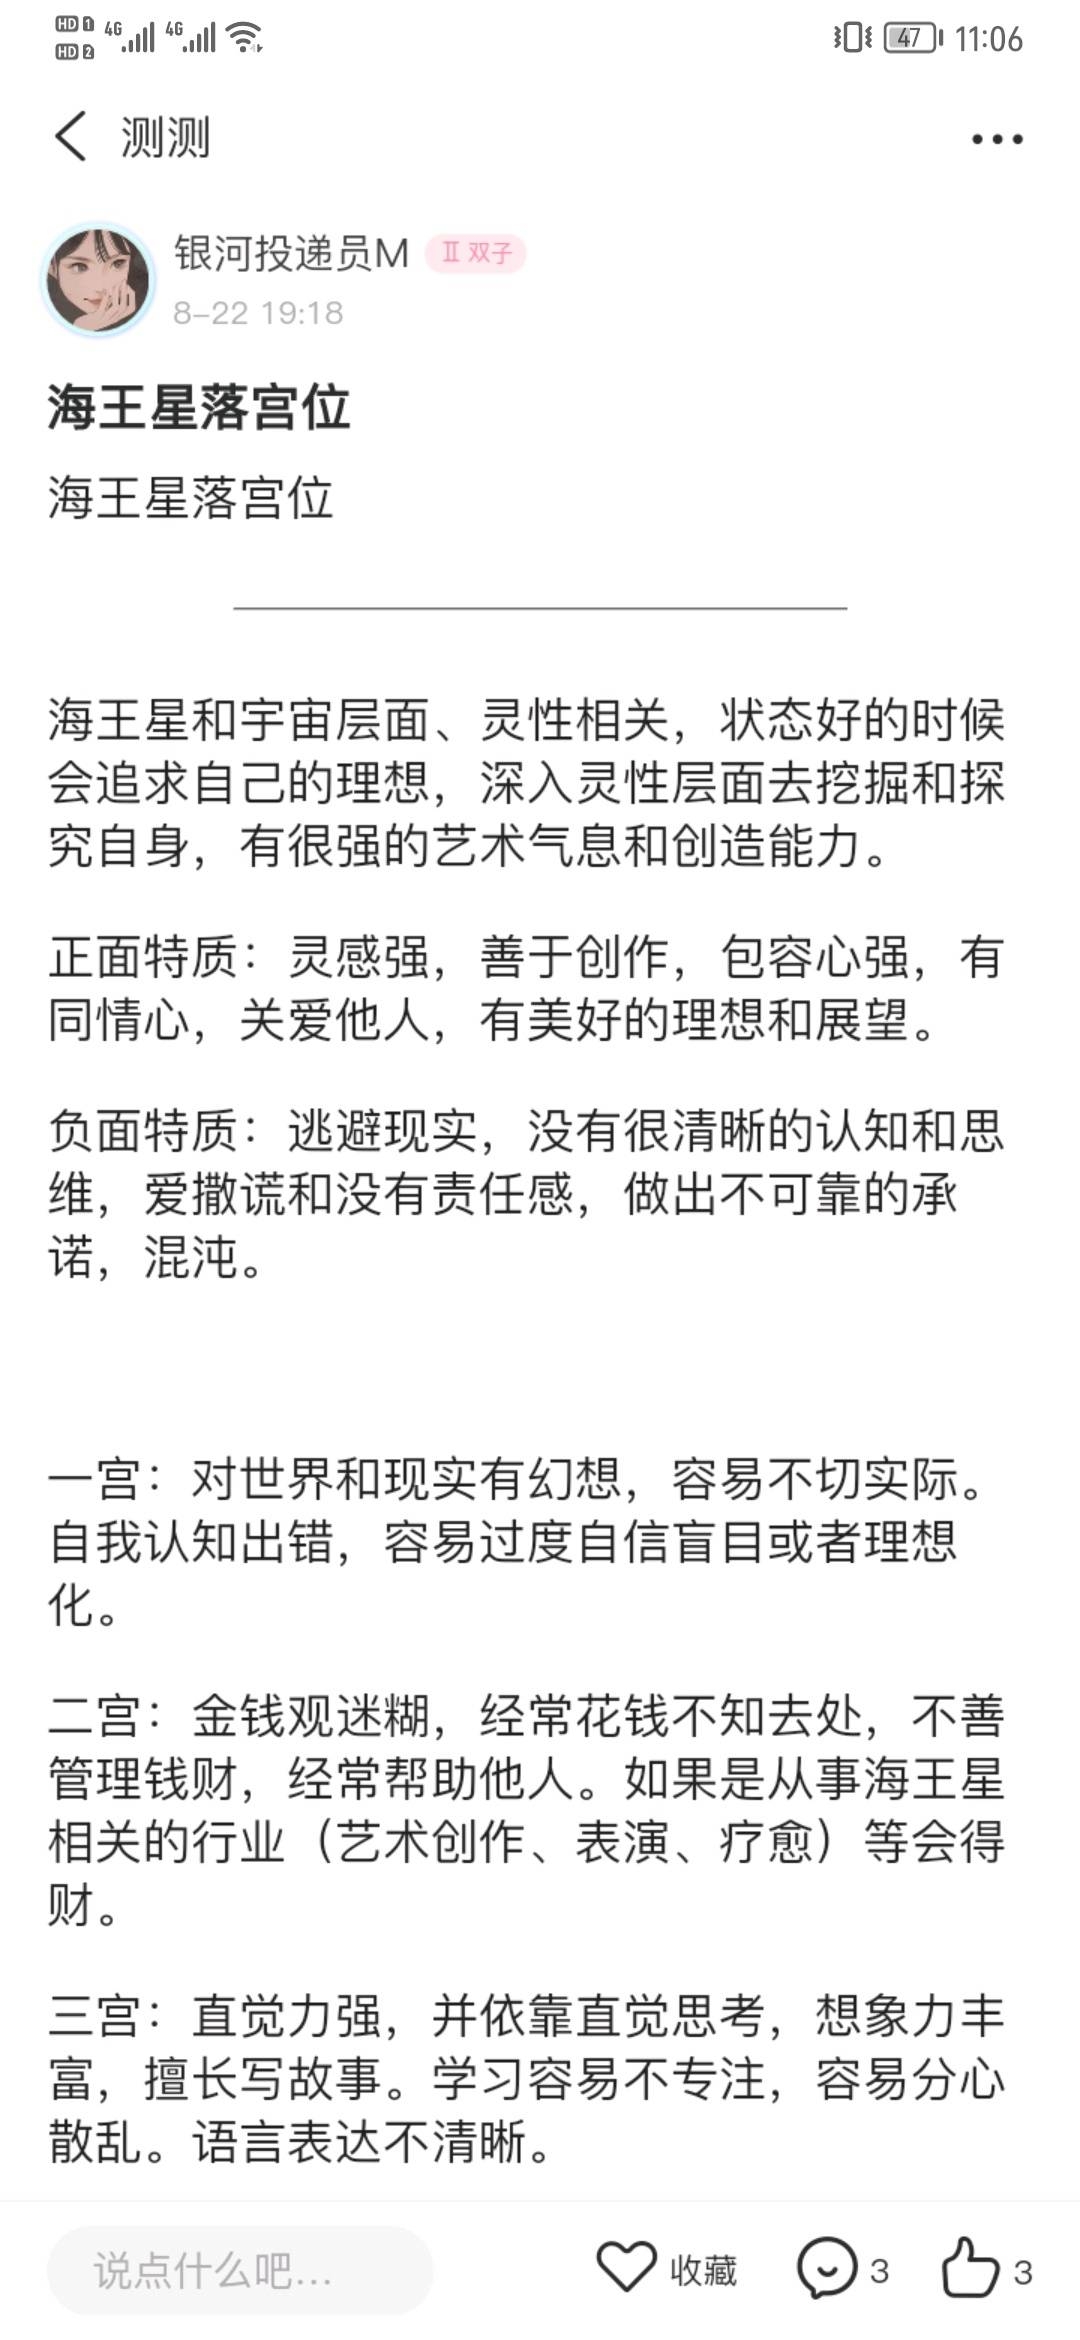 HD 1 4G 4G 47 11:06
HD 2
测测
银河投递员M Ⅱ 双子
8-22 19:18
海王星落宫位
海王星落宫位
海王星和宇宙层面、灵性相关，状态好的时候
会追求自己的理想，深入灵性层面去挖掘和探
究自身，有很强的艺术气息和创造能力。
正面特质：灵感强，善于创作，包容心强，有
同情心，关爱他人，有美好的理想和展望。
负面特质：逃避现实，没有很清晰的认知和思
维，爱撒谎和没有责任感，做出不可靠的承
诺，混沌。
一宫：对世界和现实有幻想，容易不切实际。
自我认知出错，容易过度自信盲目或者理想
化。
二宫：金钱观迷糊，经常花钱不知去处，不善
管理钱财，经常帮助他人。如果是从事海王星
相关的行业（艺术创作、表演、疗愈）等会得
财。
三宫：直觉力强，并依靠直觉思考，想象力丰
富，擅长写故事。学习容易不专注，容易分心
散乱。语言表达不清晰。
说点什么吧... 收藏 3 3